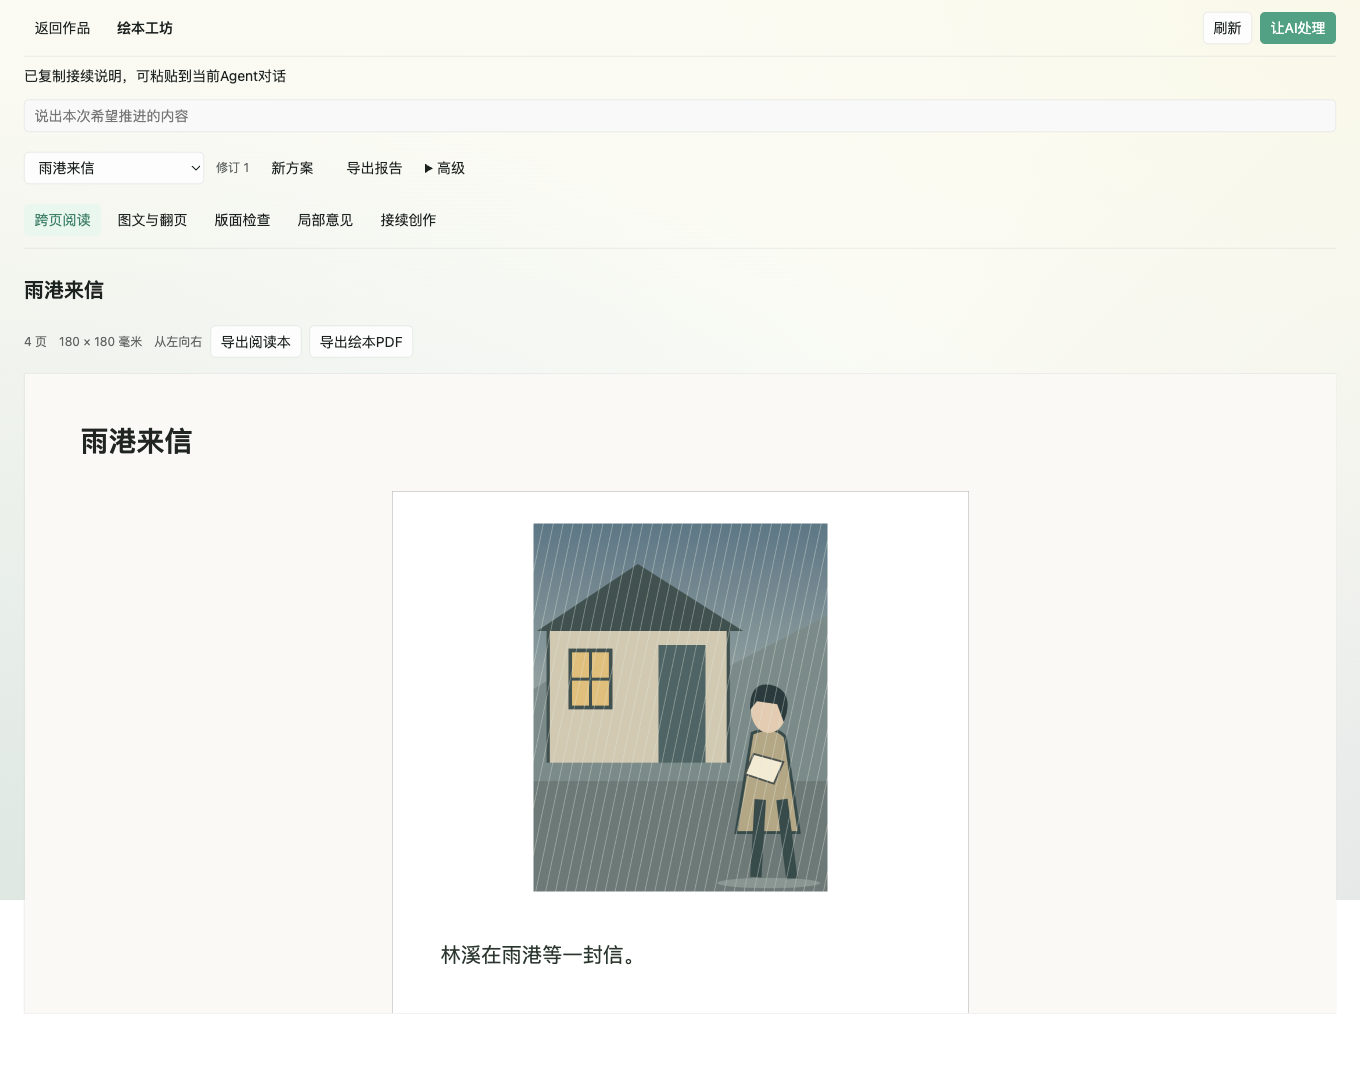 返回作品 绘本工坊 刷新 让AI处理
已复制接续说明，可粘贴到当前Agent对话
说出本次希望推进的内容
雨港来信 修订 1 新方案 导出报告 ▶ 高级
跨页阅读 图文与翻页 版面检查 局部意见 接续创作
雨港来信
4 页 180 × 180 毫米 从左向右 导出阅读本 导出绘本PDF
雨港来信
林溪在雨港等一封信。